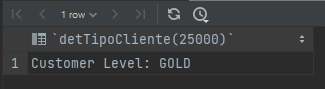 1 row
`detTipoCliente(25000)`
1 Customer Level: GOLD